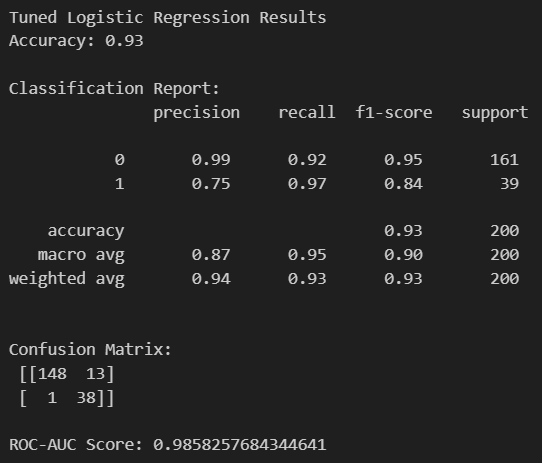 Tuned Logistic Regression Results
Accuracy: 0.93
Classification Report:
precision recall f1-score support
0 0.99 0.92 0.95 161
1 0.75 0.97 0.84 39
accuracy 0.93 200
macro avg 0.87 0.95 0.90 200
weighted avg 0.94 0.93 0.93 200
Confusion Matrix:
[[148 13]
[ 1 38]]
ROC-AUC Score: 0.9858257684344641